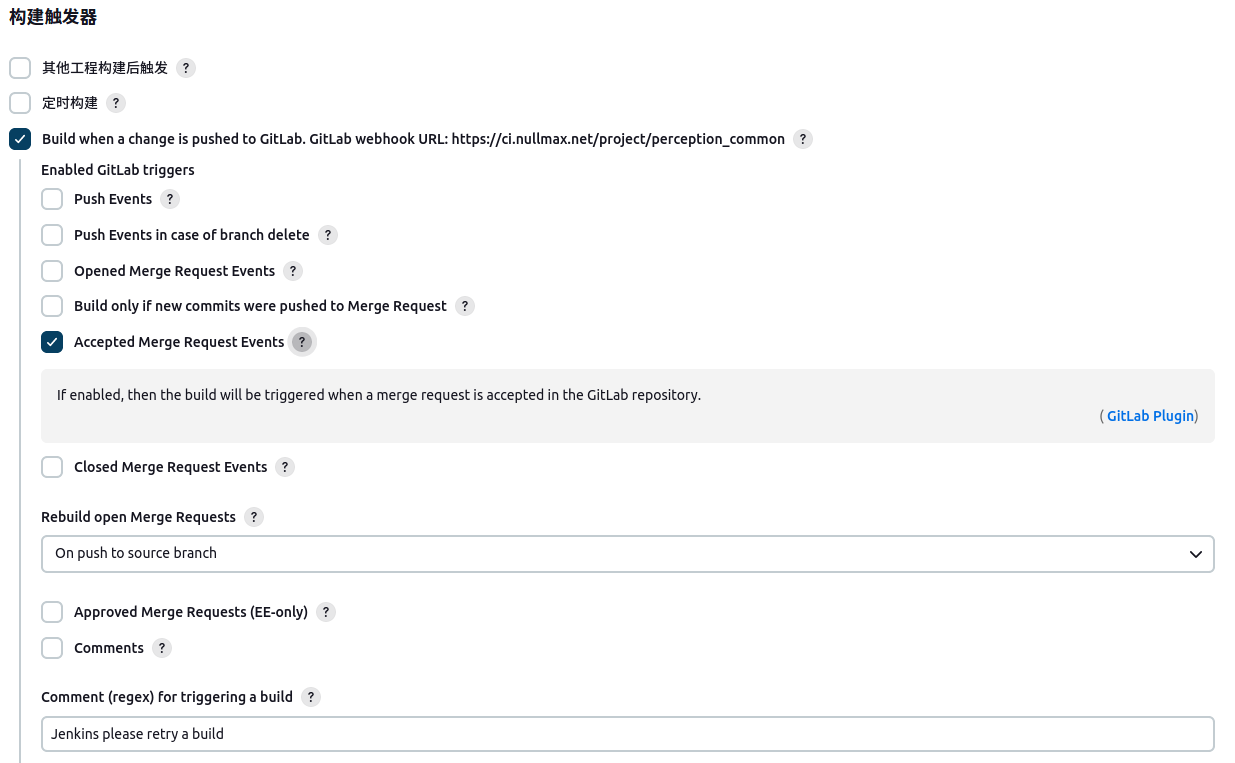 构建触发器
其他工程构建后触发 ?
定时构建 ?
Build when a change is pushed to GitLab. GitLab webhook URL: https://ci.nullmax.net/project/perception_common ?
Enabled GitLab triggers
Push Events ?
Push Events in case of branch delete ?
Opened Merge Request Events ?
Build only if new commits were pushed to Merge Request ?
Accepted Merge Request Events ?
If enabled, then the build will be triggered when a merge request is accepted in the GitLab repository.
( GitLab Plugin)
Closed Merge Request Events ?
Rebuild open Merge Requests ?
On push to source branch
Approved Merge Requests (EE-only) ?
Comments ?
Comment (regex) for triggering a build ?
Jenkins please retry a build